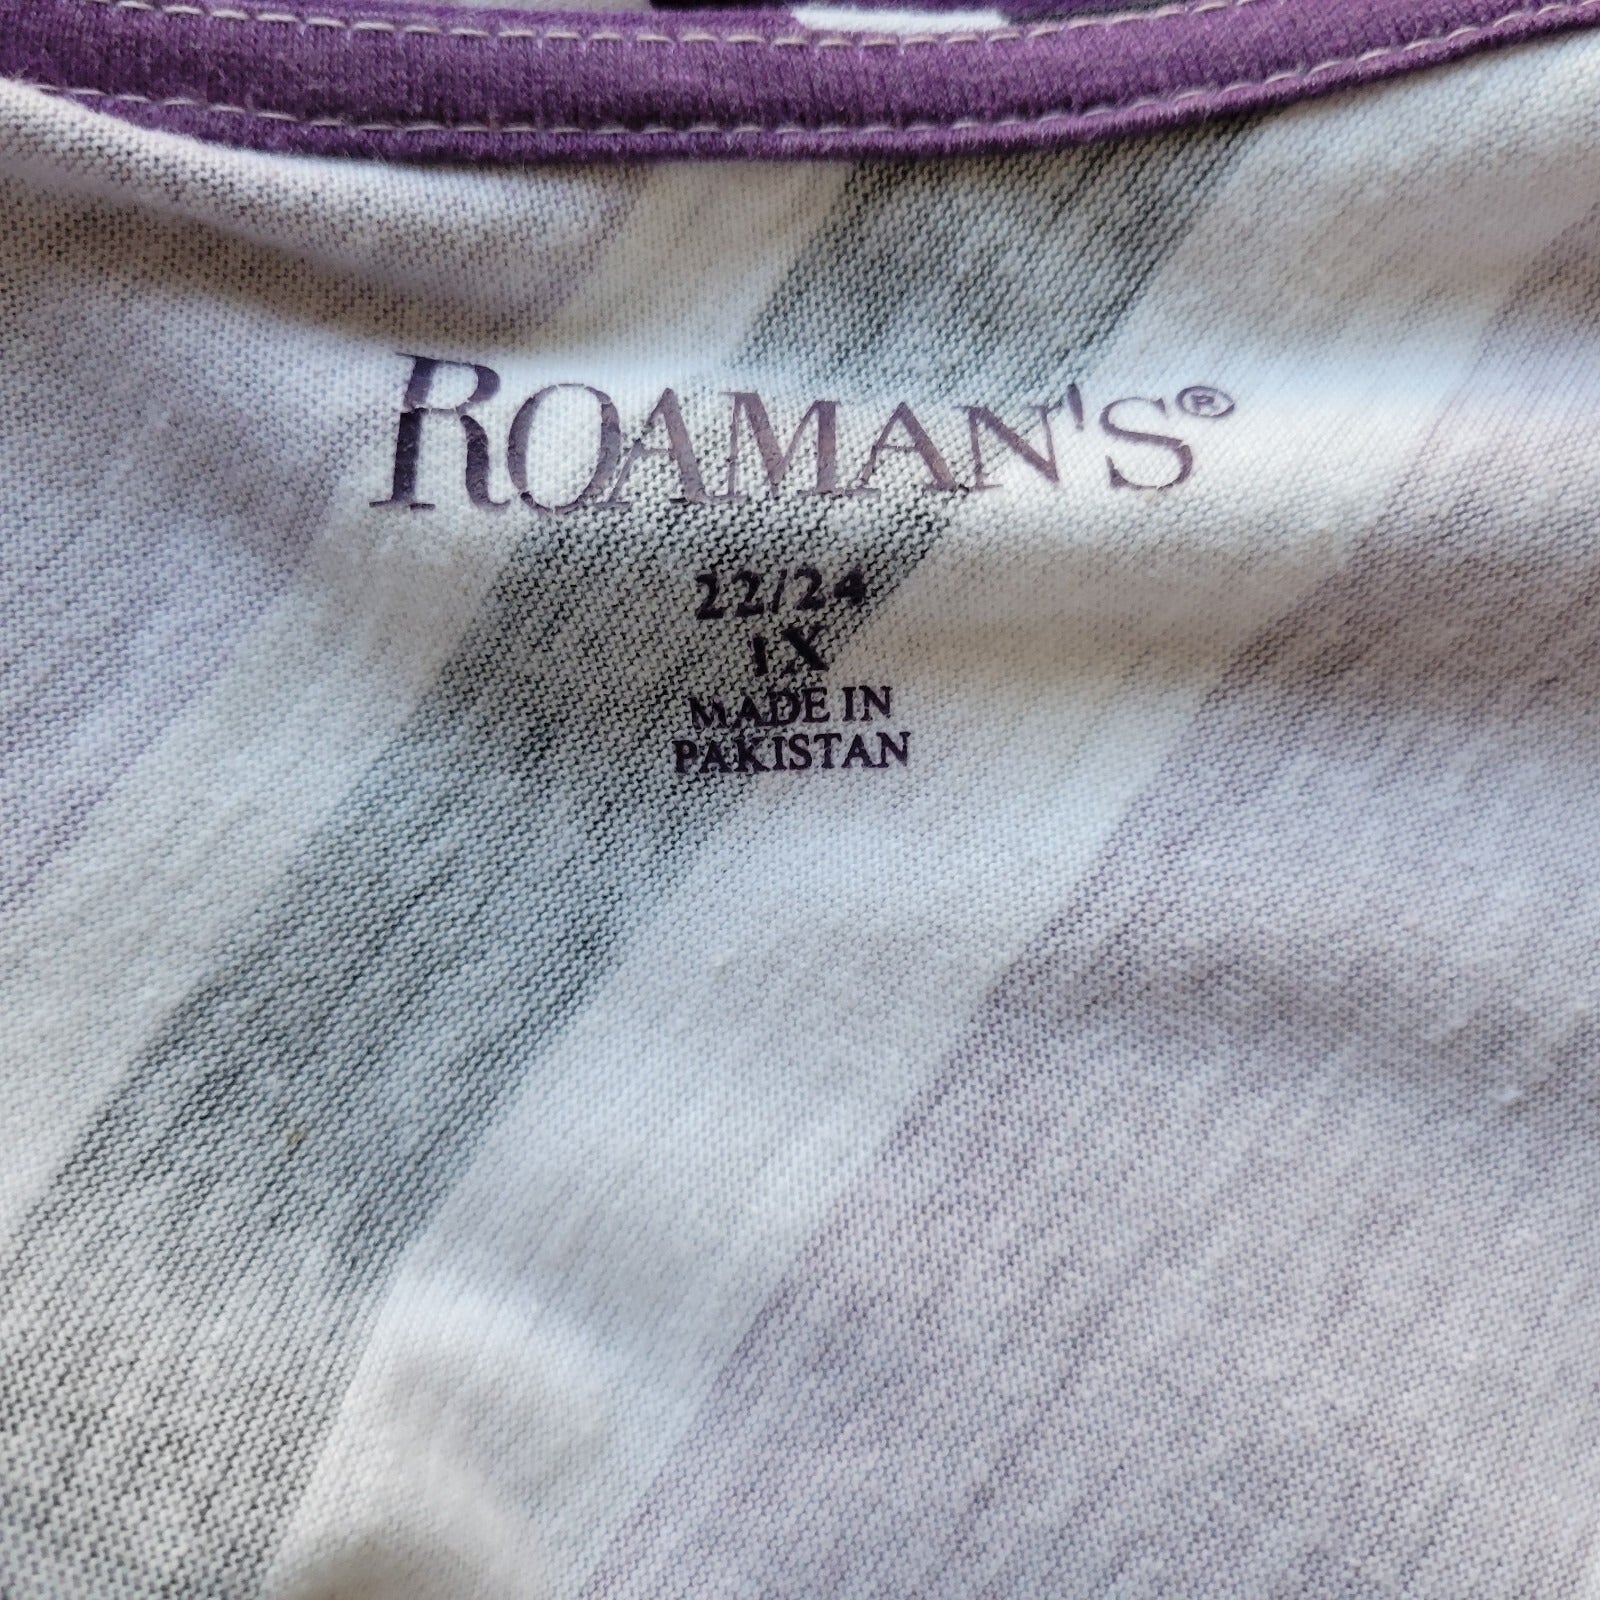 ROAMAN'S®
22/24
1X
MADE IN
PAKISTAN